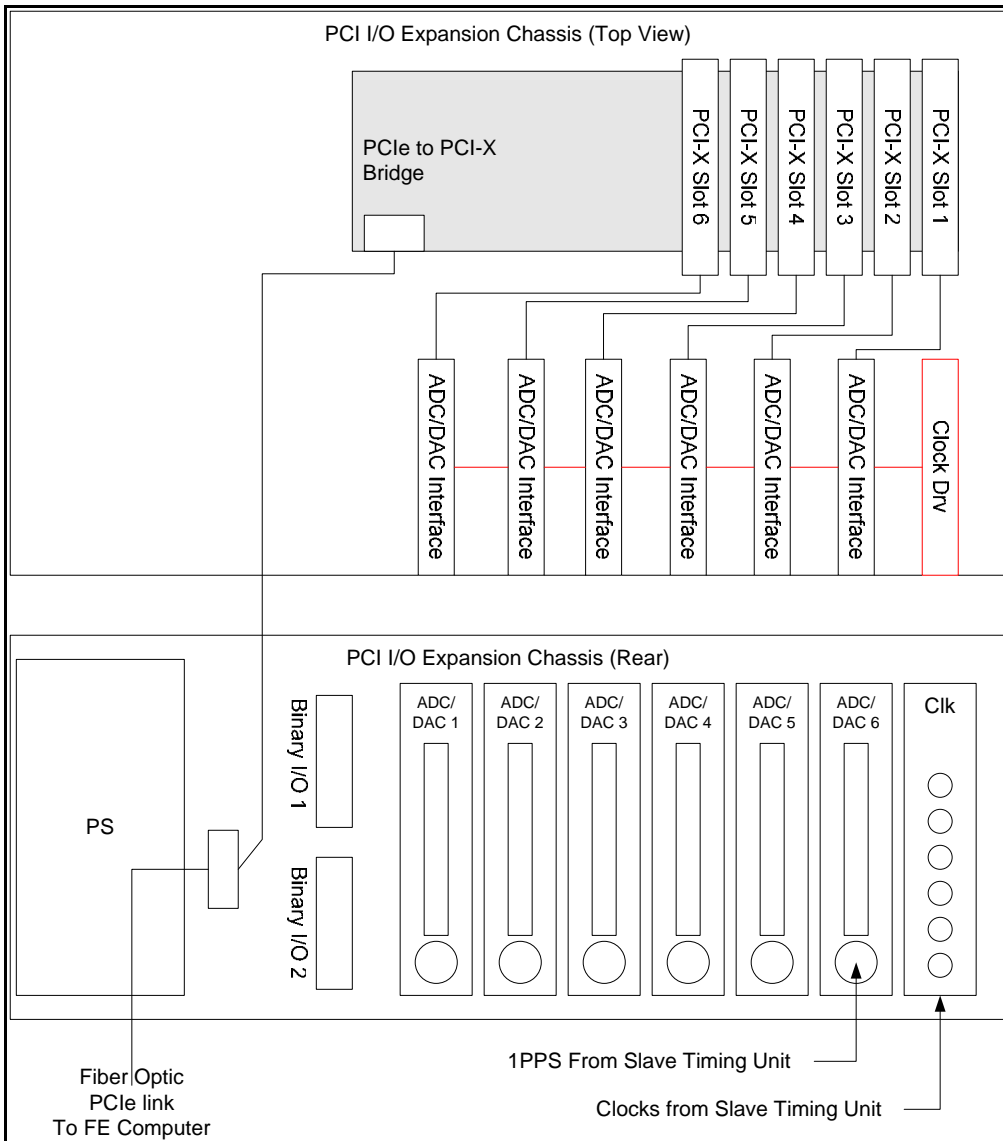 PCI I/O Expansion Chassis (Top View)
PCIe to PCI-X
Bridge
PCI-X Slot 6
PCI-X Slot 5
PCI-X Slot 4
PCI-X Slot 3
PCI-X Slot 2
PCI-X Slot 1
ADC/DAC Interface
ADC/DAC Interface
ADC/DAC Interface
ADC/DAC Interface
ADC/DAC Interface
ADC/DAC Interface
Clock Drv
PCI I/O Expansion Chassis (Rear)
PS
Binary I/O 1
Binary I/O 2
ADC/
DAC 1
ADC/
DAC 2
ADC/
DAC 3
ADC/
DAC 4
ADC/
DAC 5
ADC/
DAC 6
Clk
1PPS From Slave Timing Unit
Clocks from Slave Timing Unit
Fiber Optic
PCIe link
To FE Computer